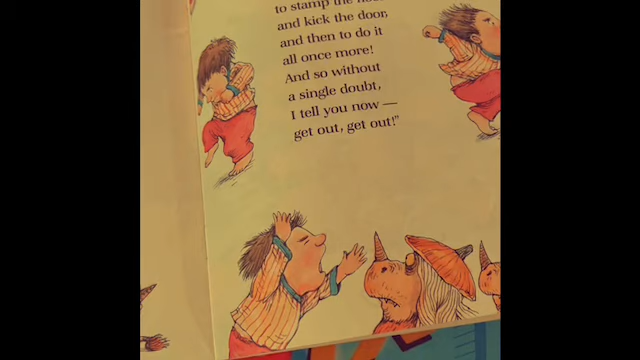 to stamp the
and kick the door,
and then to do it
all once more!
And so without
a single doubt,
I tell you now —
get out, get out!"